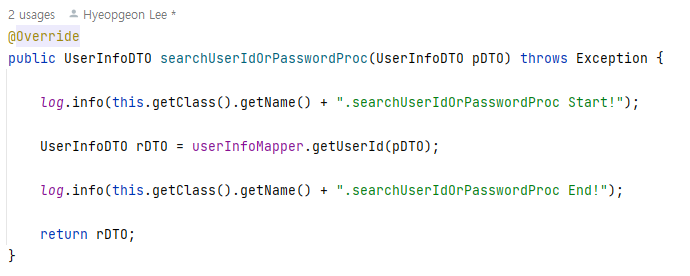 2 usages Hyeopgeon Lee *
@Override
public UserInfoDTO searchUserIdOrPasswordProc(UserInfoDTO pDTO) throws Exception {
log.info(this.getClass().getName() + ".searchUserIdOrPasswordProc Start!");
UserInfoDTO rDTO = userInfoMapper.getUserId(pDTO);
log.info(this.getClass().getName() + ".searchUserIdOrPasswordProc End!");
return rDTO;
}